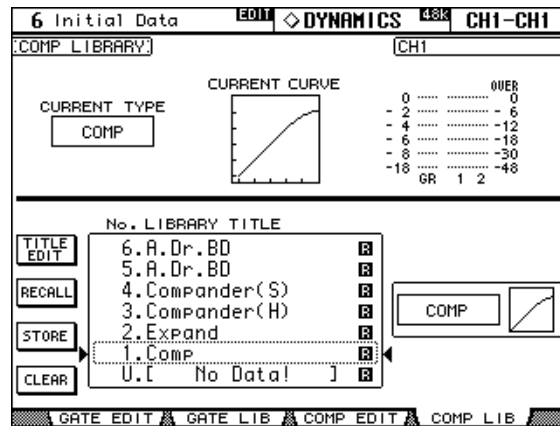 6 Initial Data EDIT ◇DYNAMICS 48K CH1-CH1
COMP LIBRARY CH1
CURRENT TYPE
COMP
CURRENT CURVE
OVER
0 0
- 2 - 6
- 4 -12
- 6 -18
- 8 -30
-18 -48
GR 1 2
No. LIBRARY TITLE
TITLE EDIT
RECALL
STORE
CLEAR
6.A.Dr.BD R
5.A.Dr.BD R
4.Compander(S) R
3.Compander(H) R
2.Expand R
1.Comp R
U.[ No Data! ] R
COMP
GATE EDIT GATE LIB COMP EDIT COMP LIB